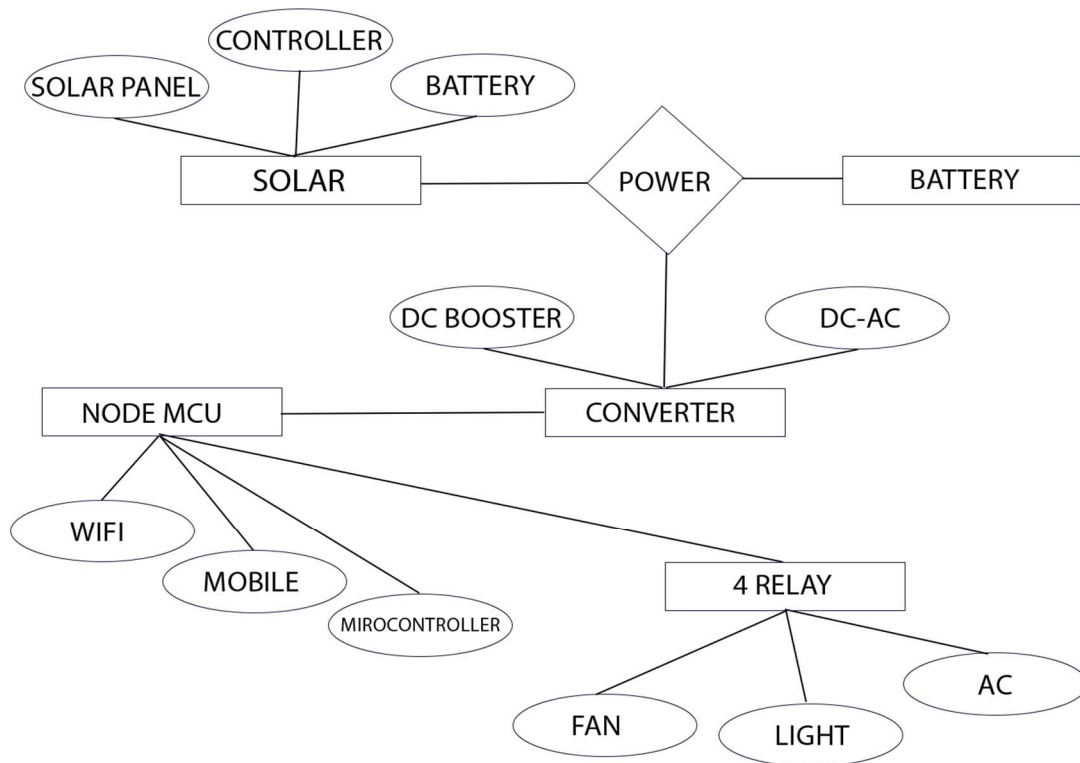 CONTROLLER
SOLAR PANEL
BATTERY
SOLAR
POWER
BATTERY
DC BOOSTER
DC-AC
NODE MCU
CONVERTER
WIFI
MOBILE
MIROCONTROLLER
4 RELAY
AC
FAN
LIGHT